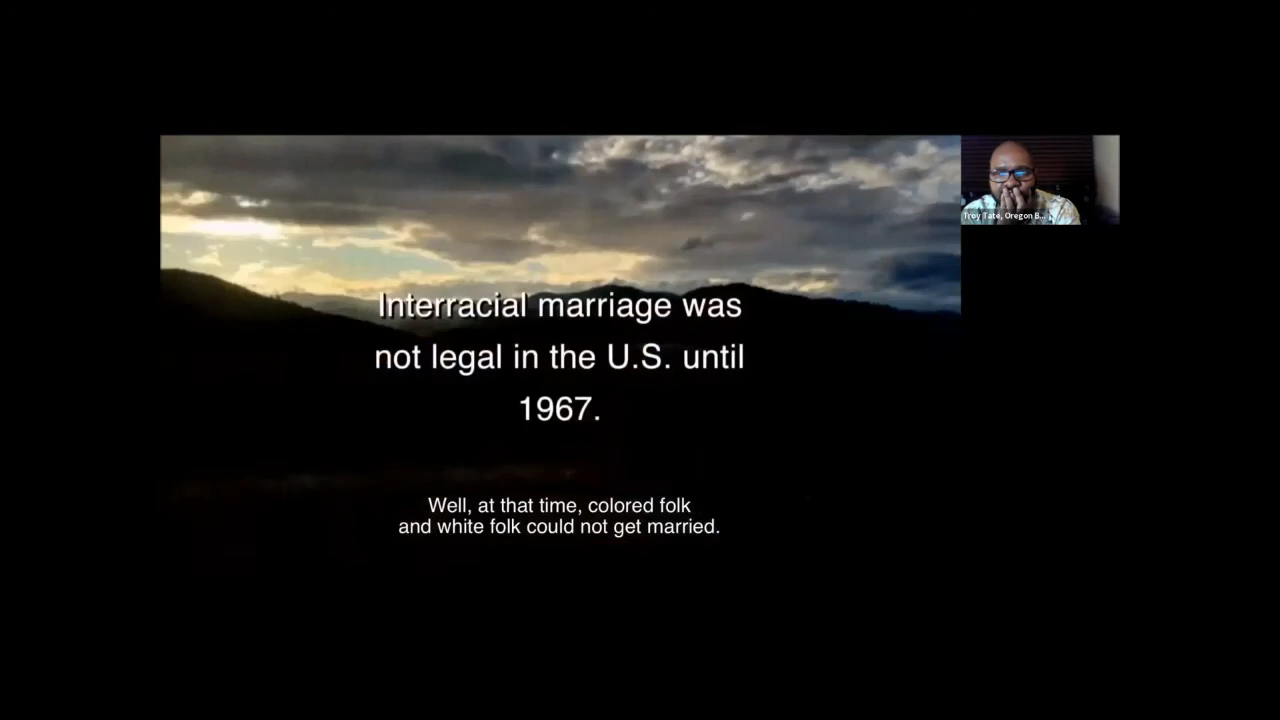 Interracial marriage was
not legal in the U.S. until
1967.
Troy Tate, Oregon B...
Well, at that time, colored folk
and white folk could not get married.